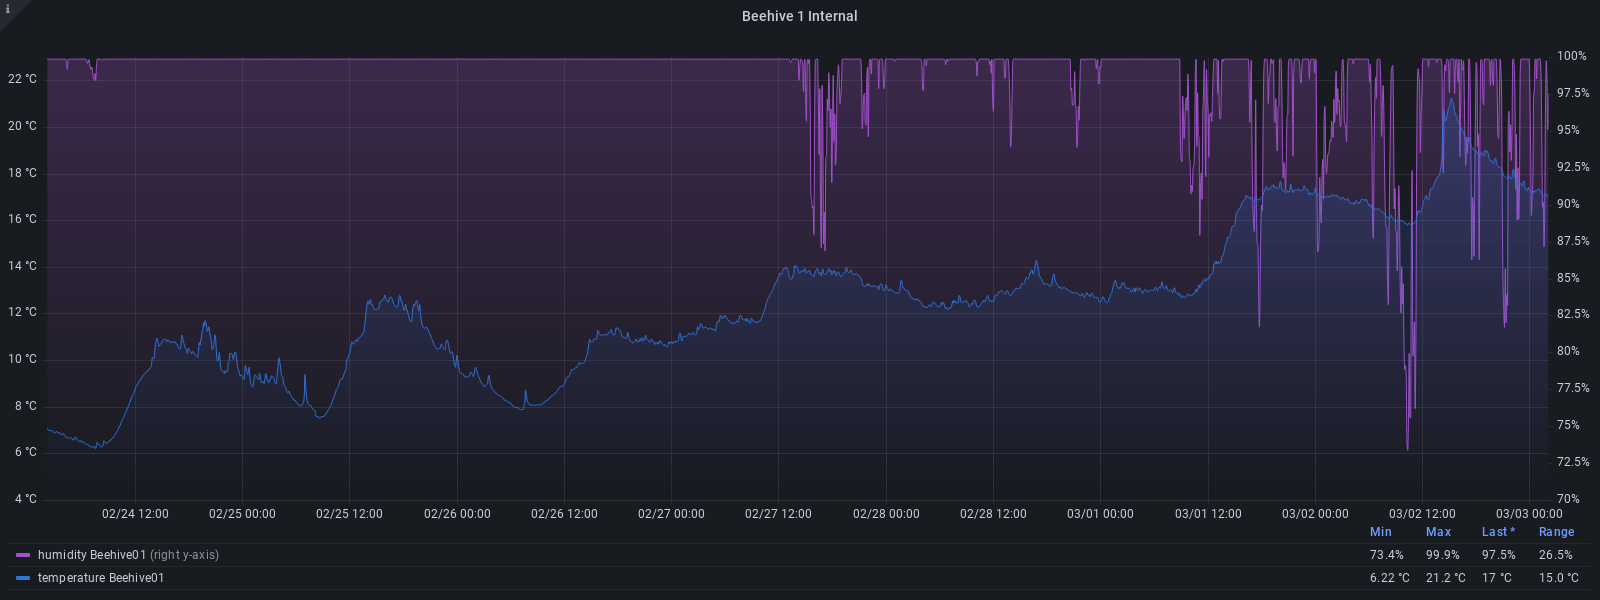 i
Beehive 1 Internal
22 °C
20 °C
18 °C
16 °C
14 °C
12 °C
10 °C
8 °C
6 °C
4 °C
100%
97.5%
95%
92.5%
90%
87.5%
85%
82.5%
80%
77.5%
75%
72.5%
70%
02/24 12:00 02/25 00:00 02/25 12:00 02/26 00:00 02/26 12:00 02/27 00:00 02/27 12:00 02/28 00:00 02/28 12:00 03/01 00:00 03/01 12:00 03/02 00:00 03/02 12:00 03/03 00:00
Min Max Last * Range
humidity Beehive01 (right y-axis) 73.4% 99.9% 97.5% 26.5%
temperature Beehive01 6.22 °C 21.2 °C 17 °C 15.0 °C